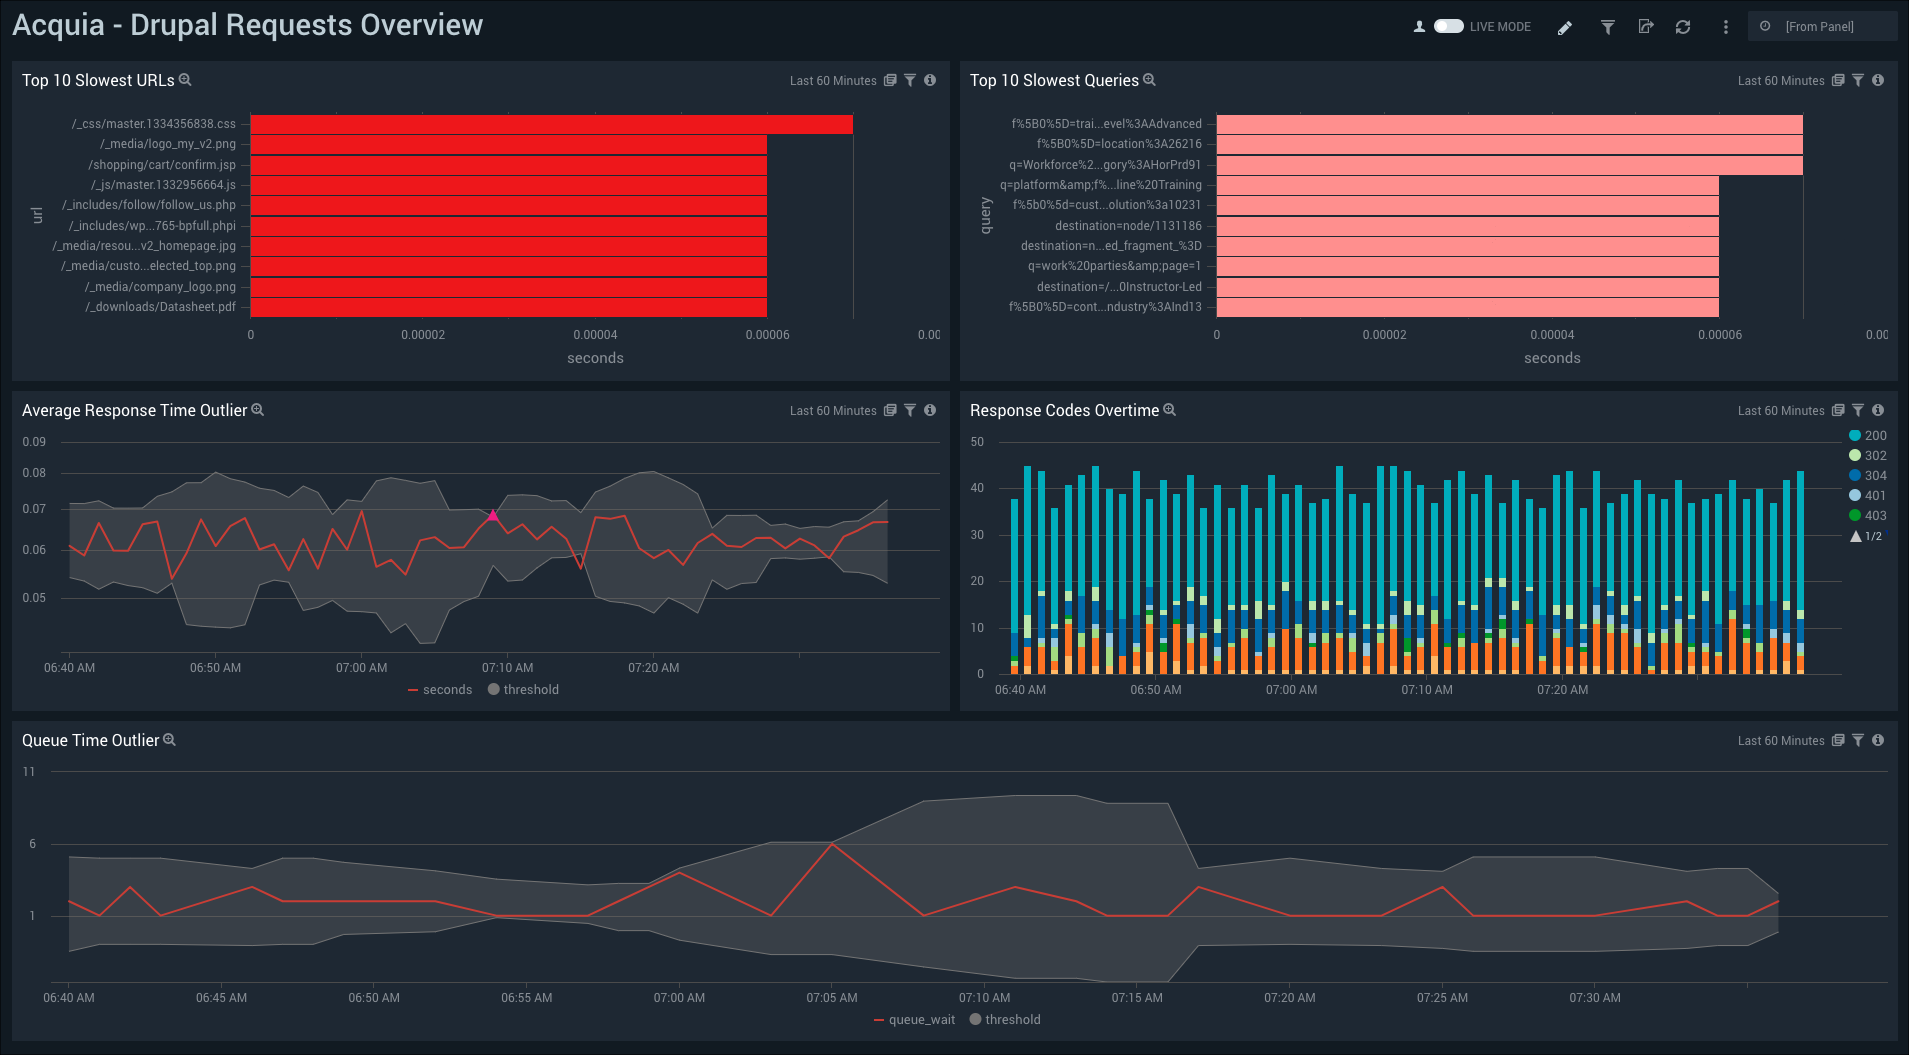 Acquia - Drupal Requests Overview
LIVE MODE
[From Panel]
Top 10 Slowest URLs
Last 60 Minutes
url
/_css/master.1334356838.css
/_media/logo_my_v2.png
/shopping/cart/confirm.jsp
/_js/master.1332956664.js
/_includes/follow/follow_us.php
/_includes/wp...765-bpfull.phpi
/_media/resou...v2_homepage.jpg
/_media/custo...elected_top.png
/_media/company_logo.png
/_downloads/Datasheet.pdf
0 0.00002 0.00004 0.00006 0.00
seconds
Top 10 Slowest Queries
Last 60 Minutes
query
f%5B0%5D=trai...evel%3AAdvanced
f%5B0%5D=location%3A26216
q=Workforce%2...gory%3AHorPrd91
q=platform&amp;f%...line%20Training
f%5b0%5d=cust...olution%3a10231
destination=node/1131186
destination=n...ed_fragment_%3D
q=work%20parties&amp;page=1
destination=/...0Instructor-Led
f%5B0%5D=cont...ndustry%3AInd13
0 0.00002 0.00004 0.00006 0.00
seconds
Average Response Time Outlier
Last 60 Minutes
0.09
0.08
0.07
0.06
0.05
06:40 AM 06:50 AM 07:00 AM 07:10 AM 07:20 AM
seconds threshold
Response Codes Overtime
Last 60 Minutes
50
40
30
20
10
0
06:40 AM 06:50 AM 07:00 AM 07:10 AM 07:20 AM
200
302
304
401
403
1/2
Queue Time Outlier
Last 60 Minutes
11
6
1
06:40 AM 06:45 AM 06:50 AM 06:55 AM 07:00 AM 07:05 AM 07:10 AM 07:15 AM 07:20 AM 07:25 AM 07:30 AM
queue_wait threshold